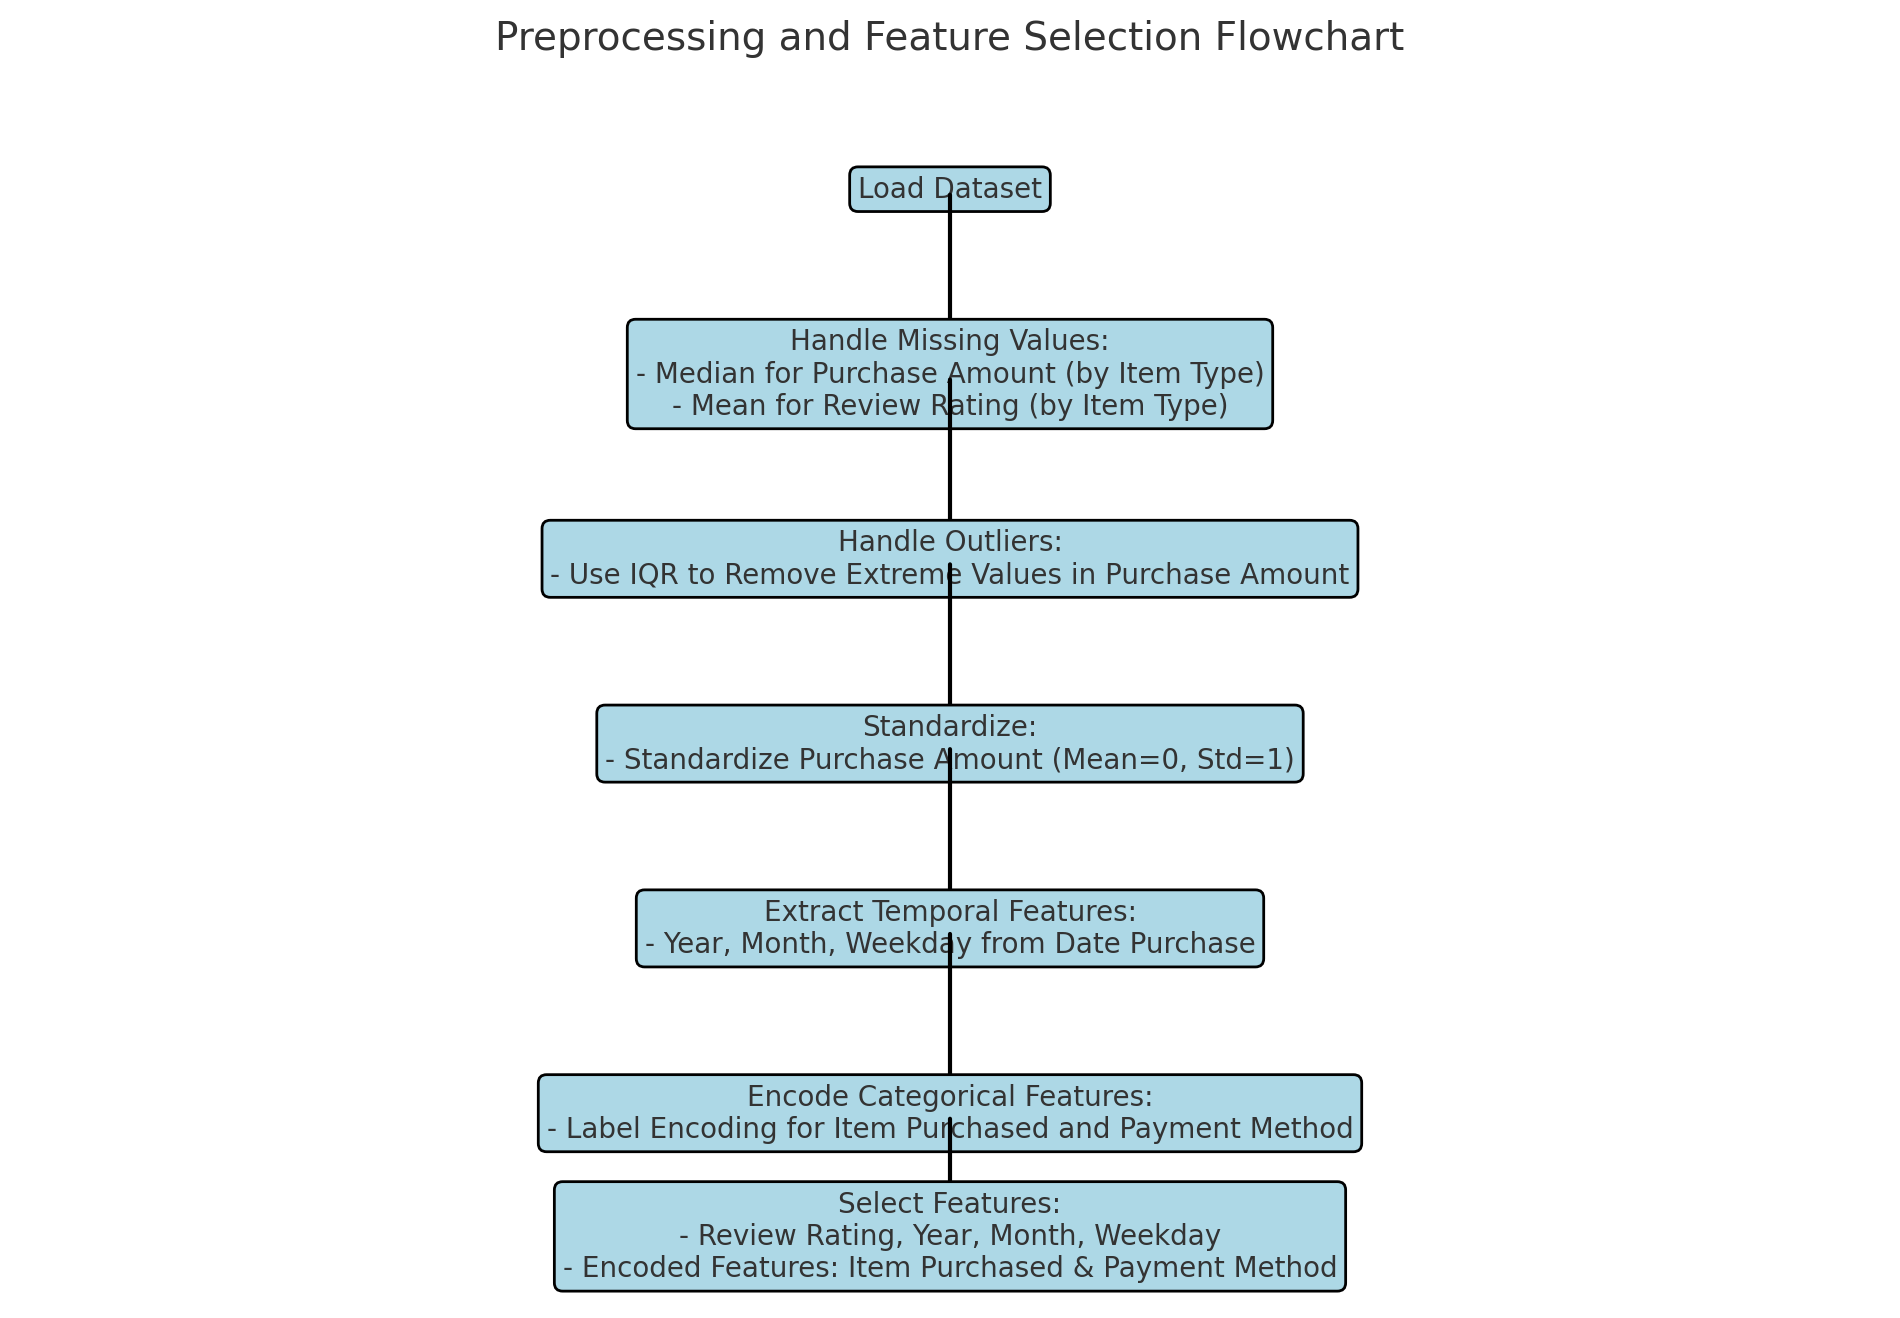 Preprocessing and Feature Selection Flowchart
Load Dataset
Handle Missing Values:
- Median for Purchase Amount (by Item Type)
- Mean for Review Rating (by Item Type)
Handle Outliers:
- Use IQR to Remove Extreme Values in Purchase Amount
Standardize:
- Standardize Purchase Amount (Mean=0, Std=1)
Extract Temporal Features:
- Year, Month, Weekday from Date Purchase
Encode Categorical Features:
- Label Encoding for Item Purchased and Payment Method
Select Features:
- Review Rating, Year, Month, Weekday
- Encoded Features: Item Purchased & Payment Method